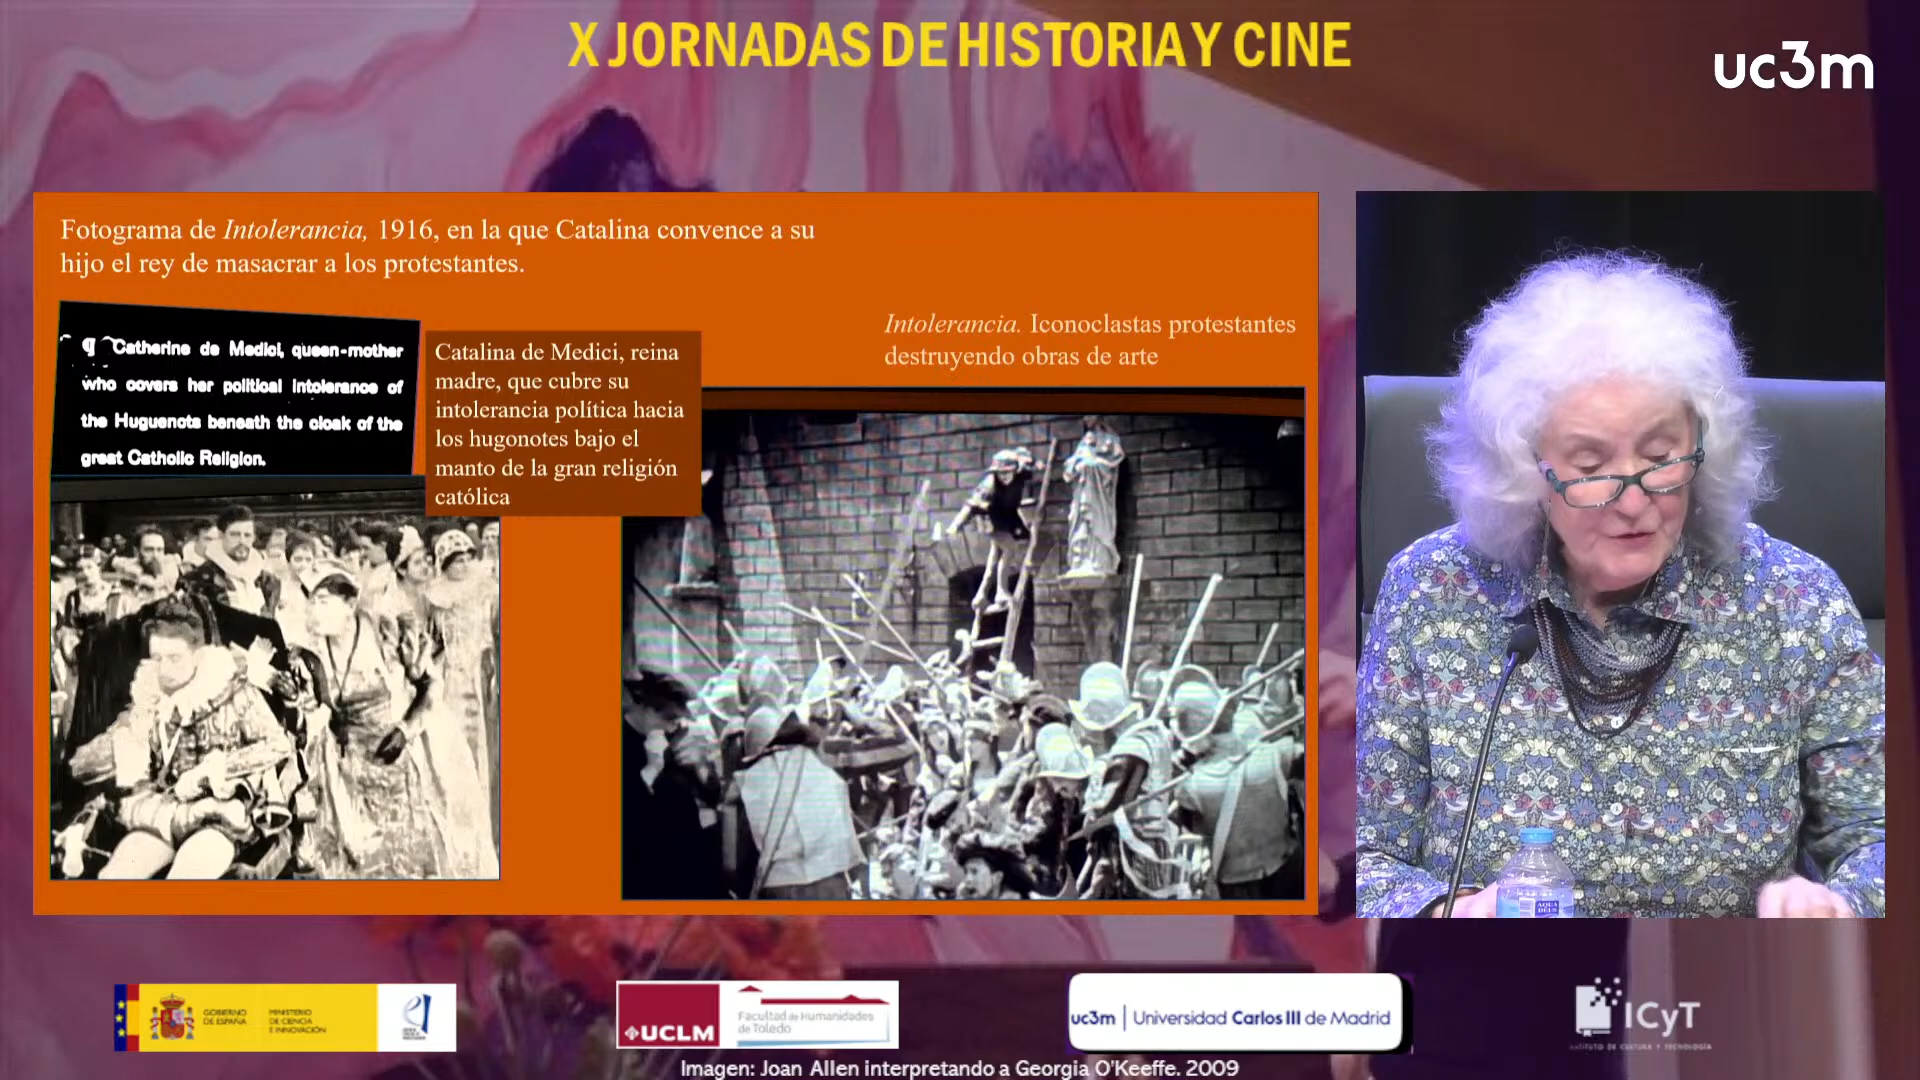 X JORNADAS DE HISTORIA Y CINE
uc3m
Fotograma de Intolerancia, 1916, en la que Catalina convence a su
hijo el rey de masacrar a los protestantes.
¶ Catherine de Medici, queen-mother
who covers her political intolerance of
the Huguenots beneath the cloak of the
great Catholic Religion.
Catalina de Medici, reina
madre, que cubre su
intolerancia política hacia
los hugonotes bajo el
manto de la gran religión
católica
Intolerancia. Iconoclastas protestantes
destruyendo obras de arte
GOBIERNO
DE ESPAÑA
MINISTERIO
DE CIENCIA
E INNOVACIÓN
UCLM
Facultad de Humanidades
de Toledo
uc3m | Universidad Carlos III de Madrid
ICyT
INSTITUTO DE CULTURA Y TECNOLOGÍA
Imagen: Joan Allen interpretando a Georgia O'Keeffe. 2009